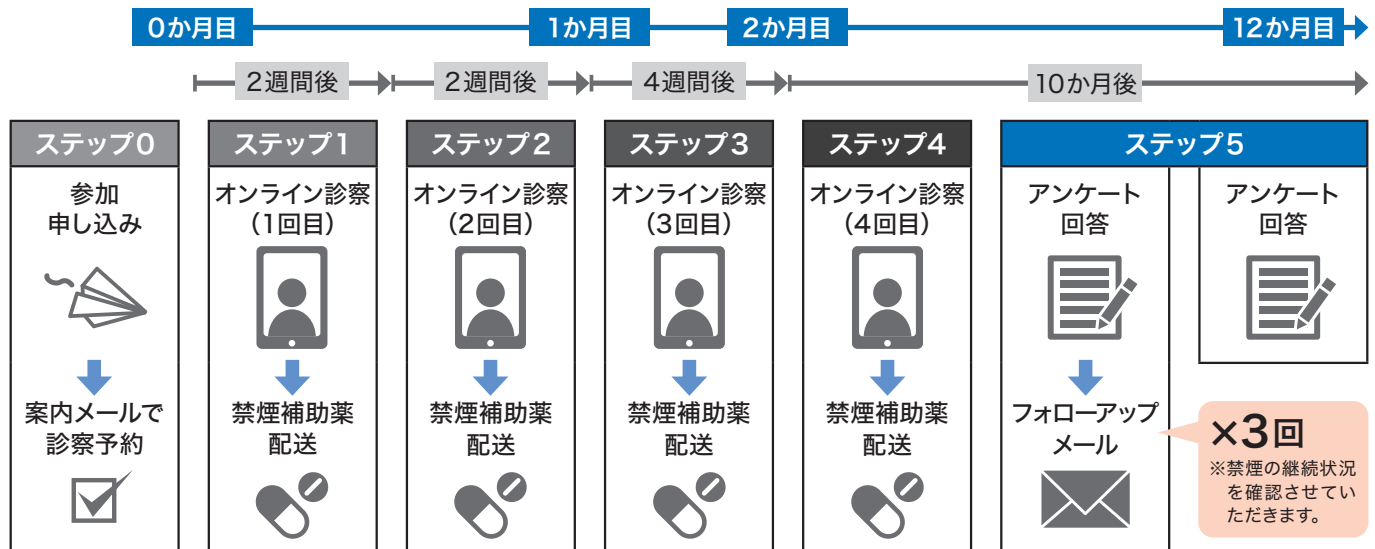 0か月目
1か月目
2か月目
12か月目
2週間後
2週間後
4週間後
10か月後
ステップ0
参加
申し込み
案内メールで
診察予約
ステップ1
オンライン診察
(1回目)
禁煙補助薬
配送
ステップ2
オンライン診察
(2回目)
禁煙補助薬
配送
ステップ3
オンライン診察
(3回目)
禁煙補助薬
配送
ステップ4
オンライン診察
(4回目)
禁煙補助薬
配送
ステップ5
アンケート
回答
フォローアップ
メール
アンケート
回答
×3回
※禁煙の継続状況
を確認させてい
ただきます。